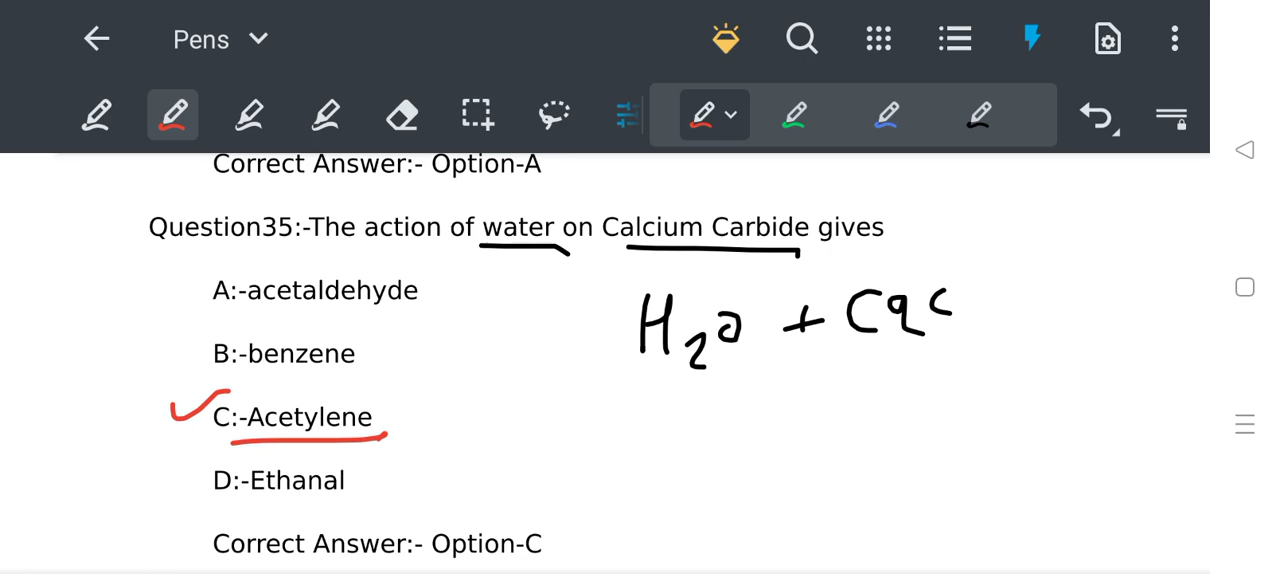 Pens
Correct Answer:- Option-A
Question35:-The action of water on Calcium Carbide gives
A:-acetaldehyde
H2O + CaC
B:-benzene
C:-Acetylene
D:-Ethanal
Correct Answer:- Option-C